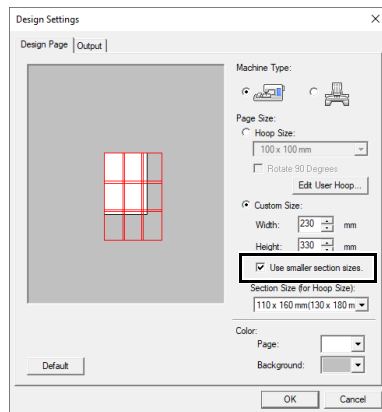 Design Settings
Design Page
Output
Machine Type:
Page Size:
Hoop Size:
100 x 100 mm
Rotate 90 Degrees
Edit User Hoop...
Custom Size:
Width: 230 mm
Height: 330 mm
Use smaller section sizes.
Section Size (for Hoop Size):
110 x 160 mm(130 x 180 m
Color:
Page:
Background:
Default
OK
Cancel